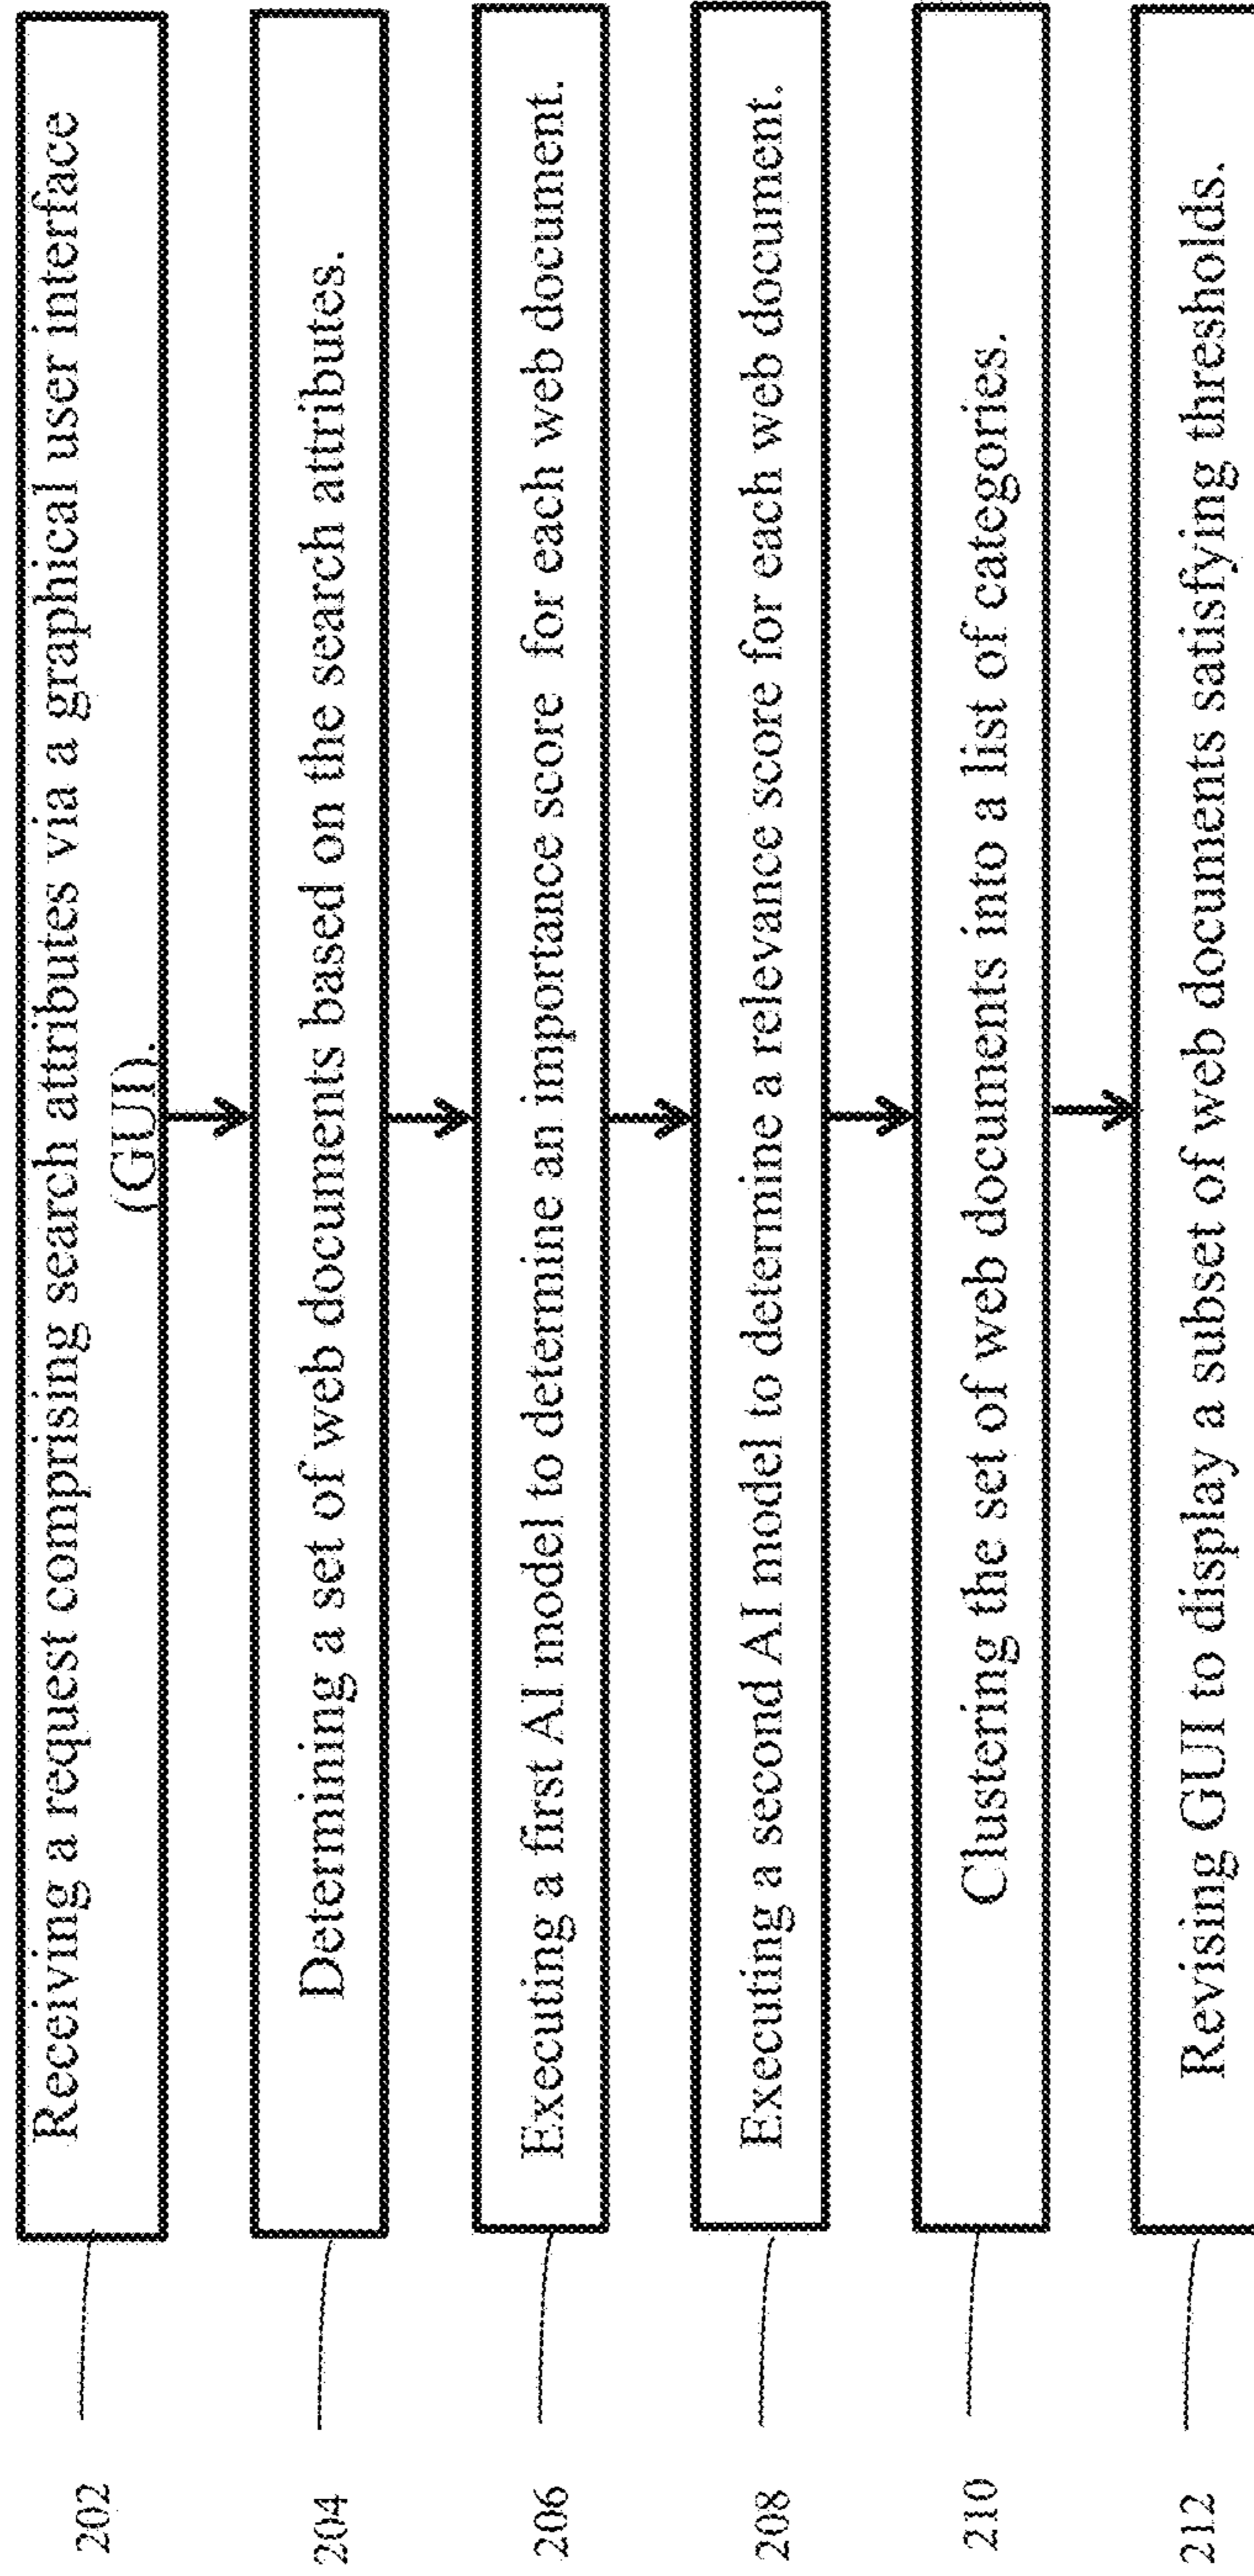 202
Receiving a request comprising search attributes via a graphical user interface
(GUI).
204
Determining a set of web documents based on the search attributes.
206
Executing a first AI model to determine an importance score for each web document.
208
Executing a second AI model to determine a relevance score for each web document.
210
Clustering the set of web documents into a list of categories.
212
Revising GUI to display a subset of web documents satisfying thresholds.